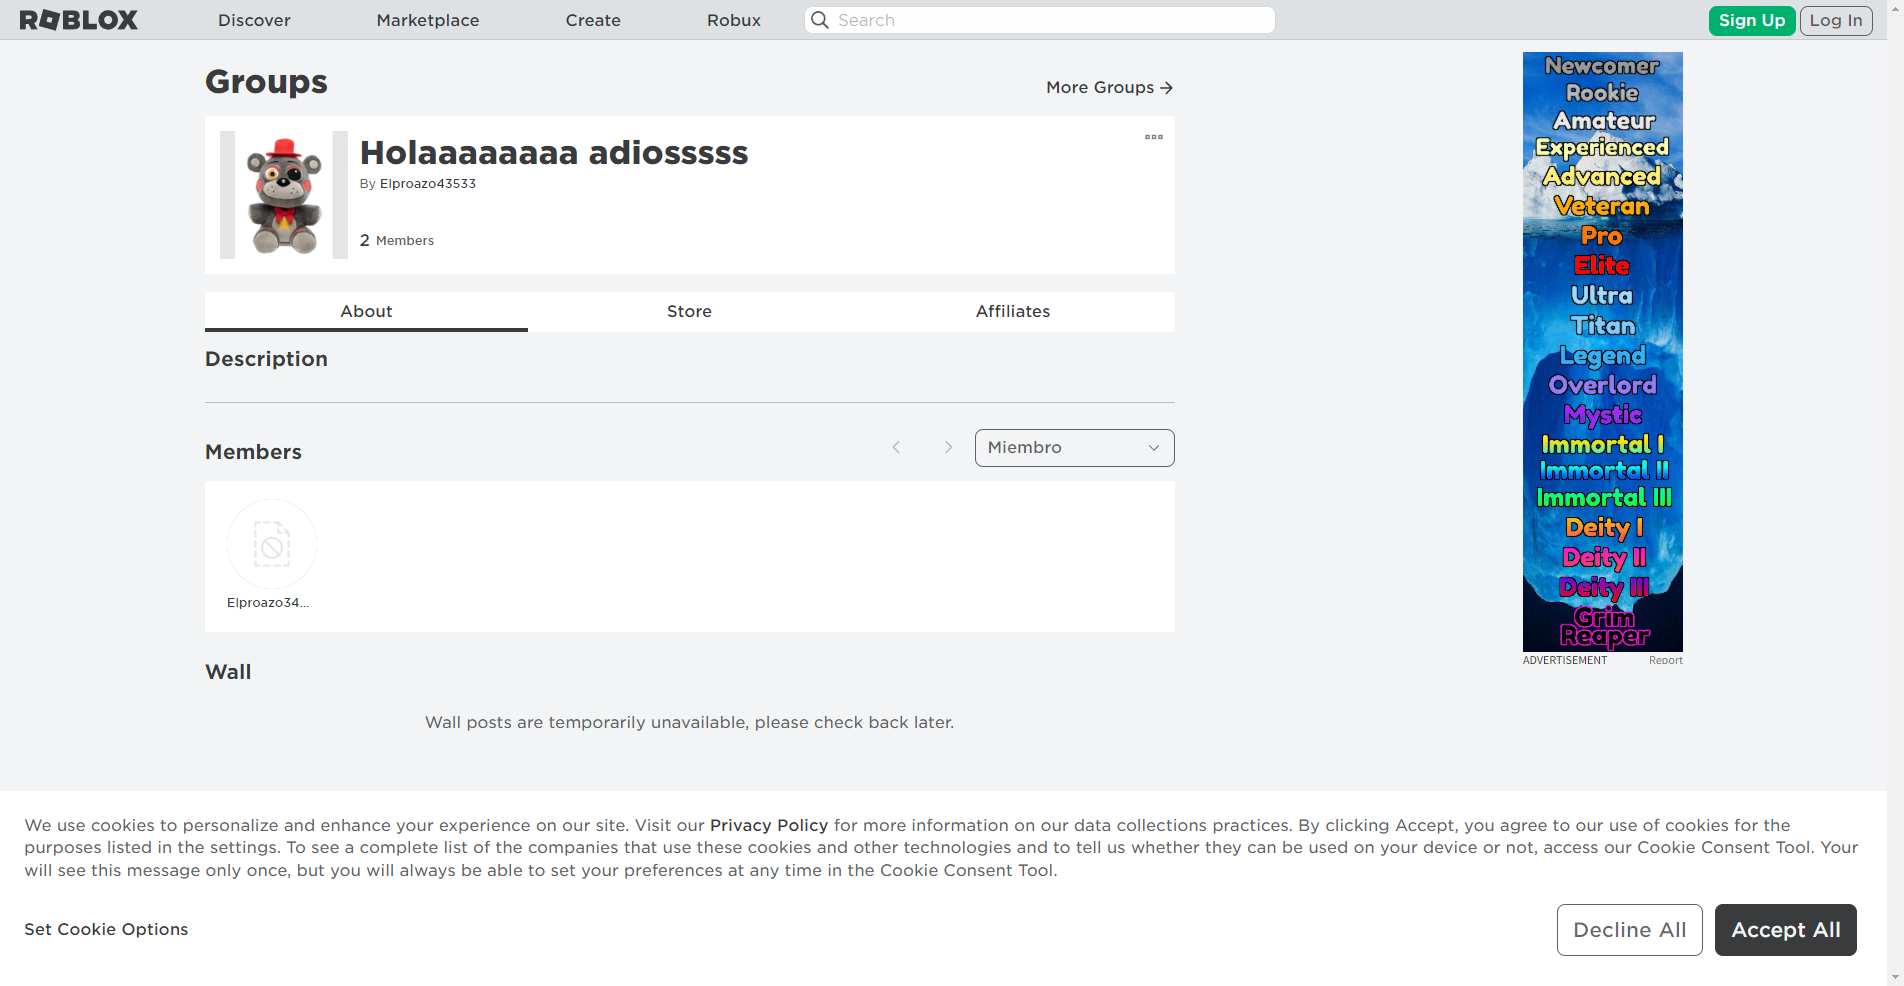 ROBLOX
Discover
Marketplace
Create
Robux
Search
Sign Up
Log In
Groups
More Groups
Holaaaaaaaaa adiosssss
By Elproazo43533
2 Members
About
Store
Affiliates
Description
Members
Miembro
Elproazo34...
Wall
Wall posts are temporarily unavailable, please check back later.
Newcomer
Rookie
Amateur
Experienced
Advanced
Veteran
Pro
Elite
Ultra
Titan
Legend
Overlord
Mystic
Immortal I
Immortal II
Immortal III
Deity I
Deity II
Deity III
Grim
Reaper
ADVERTISEMENT
Report
We use cookies to personalize and enhance your experience on our site. Visit our Privacy Policy for more information on our data collections practices. By clicking Accept, you agree to our use of cookies for the
purposes listed in the settings. To see a complete list of the companies that use these cookies and other technologies and to tell us whether they can be used on your device or not, access our Cookie Consent Tool. Your
will see this message only once, but you will always be able to set your preferences at any time in the Cookie Consent Tool.
Set Cookie Options
Decline All
Accept All